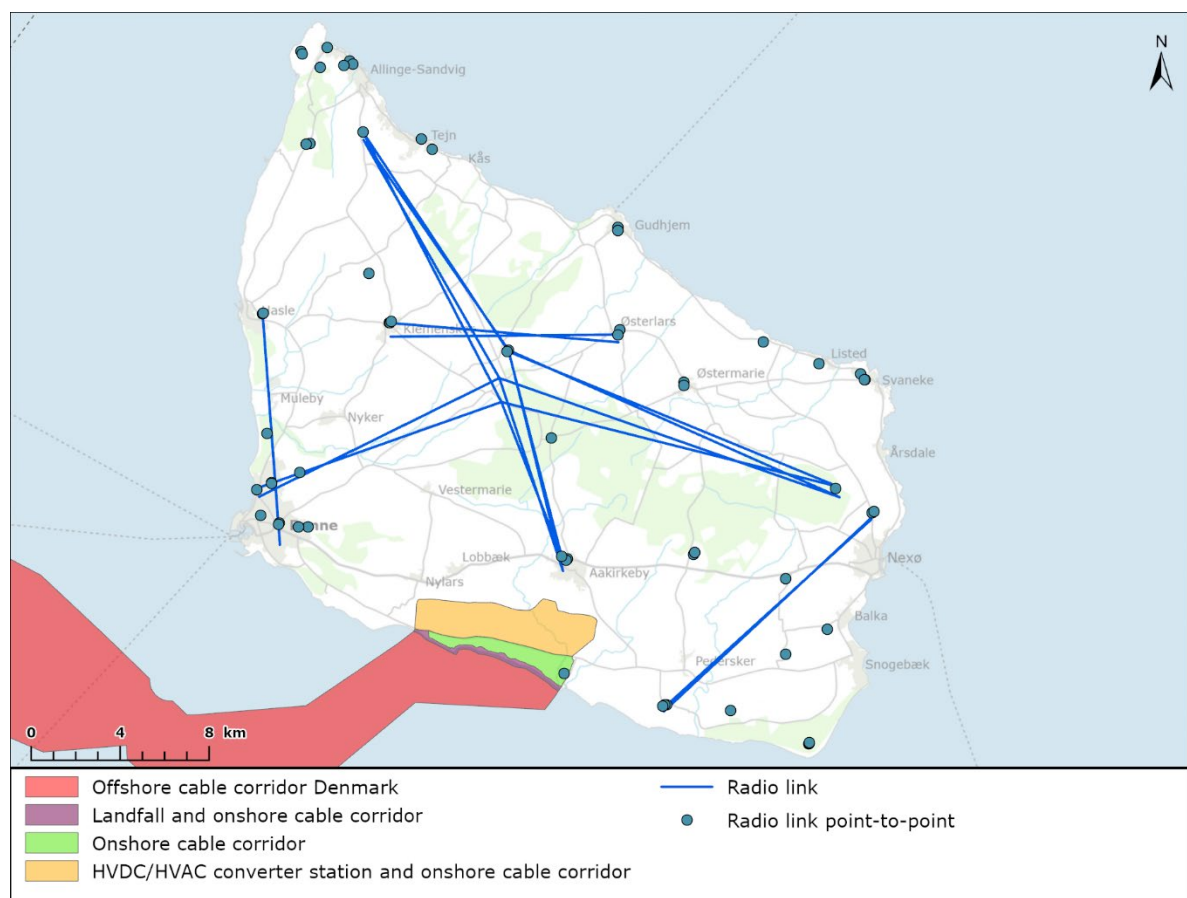 N
Allinge-Sandvig
Tejn
Kås
Gudhjem
Hasle
Klemensk
Østerlars
Listed
Østermarie
Svaneke
Muleby
Nyker
Årsdale
Vestermarie
Rønne
Lobbæk
Aakirkeby
Nexø
Nylars
Balka
Pedersker
Snogebæk
0 4 8 km
Offshore cable corridor Denmark
Radio link
Landfall and onshore cable corridor
Radio link point-to-point
Onshore cable corridor
HVDC/HVAC converter station and onshore cable corridor